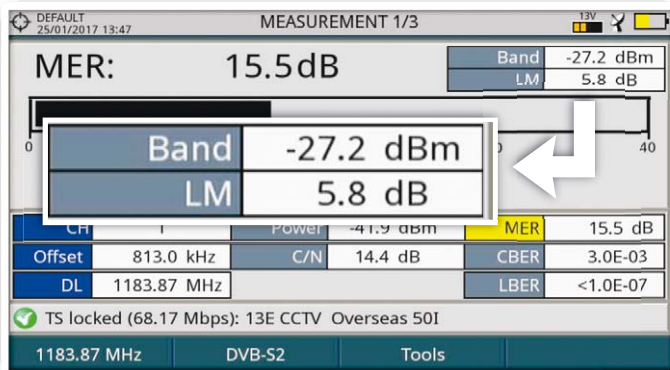 DEFAULT
25/01/2017 13:47
MEASUREMENT 1/3
13V
MER: 15.5dB
Band -27.2 dBm
LM 5.8 dB
Band -27.2 dBm
LM 5.8 dB
0 40
CH 1 Power -41.9 dBm MER 15.5 dB
Offset 813.0 kHz C/N 14.4 dB CBER 3.0E-03
DL 1183.87 MHz LBER <1.0E-07
TS locked (68.17 Mbps): 13E CCTV Overseas 50I
1183.87 MHz DVB-S2 Tools